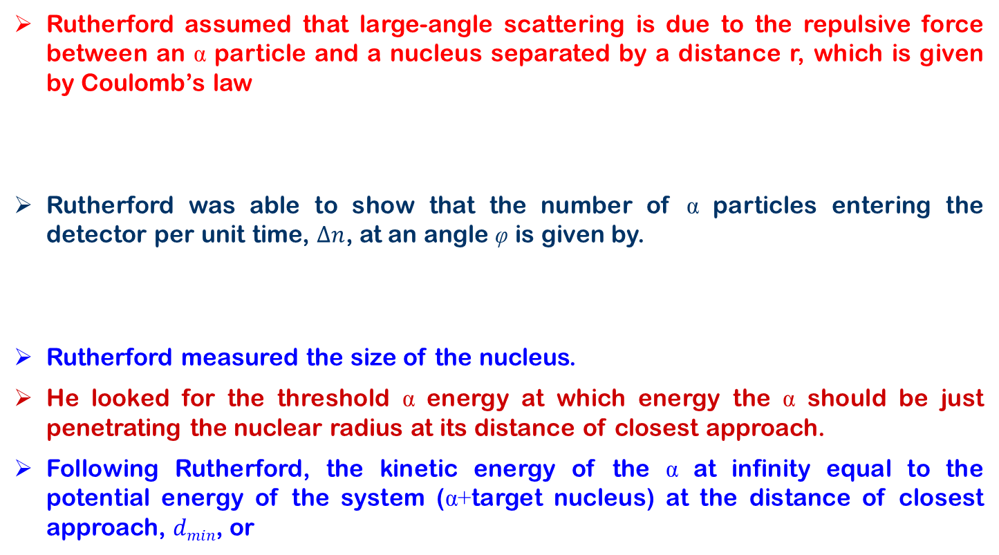 ➢ Rutherford assumed that large-angle scattering is due to the repulsive force
between an α particle and a nucleus separated by a distance r, which is given
by Coulomb’s law
➢ Rutherford was able to show that the number of α particles entering the
detector per unit time, Δn, at an angle φ is given by.
➢ Rutherford measured the size of the nucleus.
➢ He looked for the threshold α energy at which energy the α should be just
penetrating the nuclear radius at its distance of closest approach.
➢ Following Rutherford, the kinetic energy of the α at infinity equal to the
potential energy of the system (α+target nucleus) at the distance of closest
approach, d_min, or